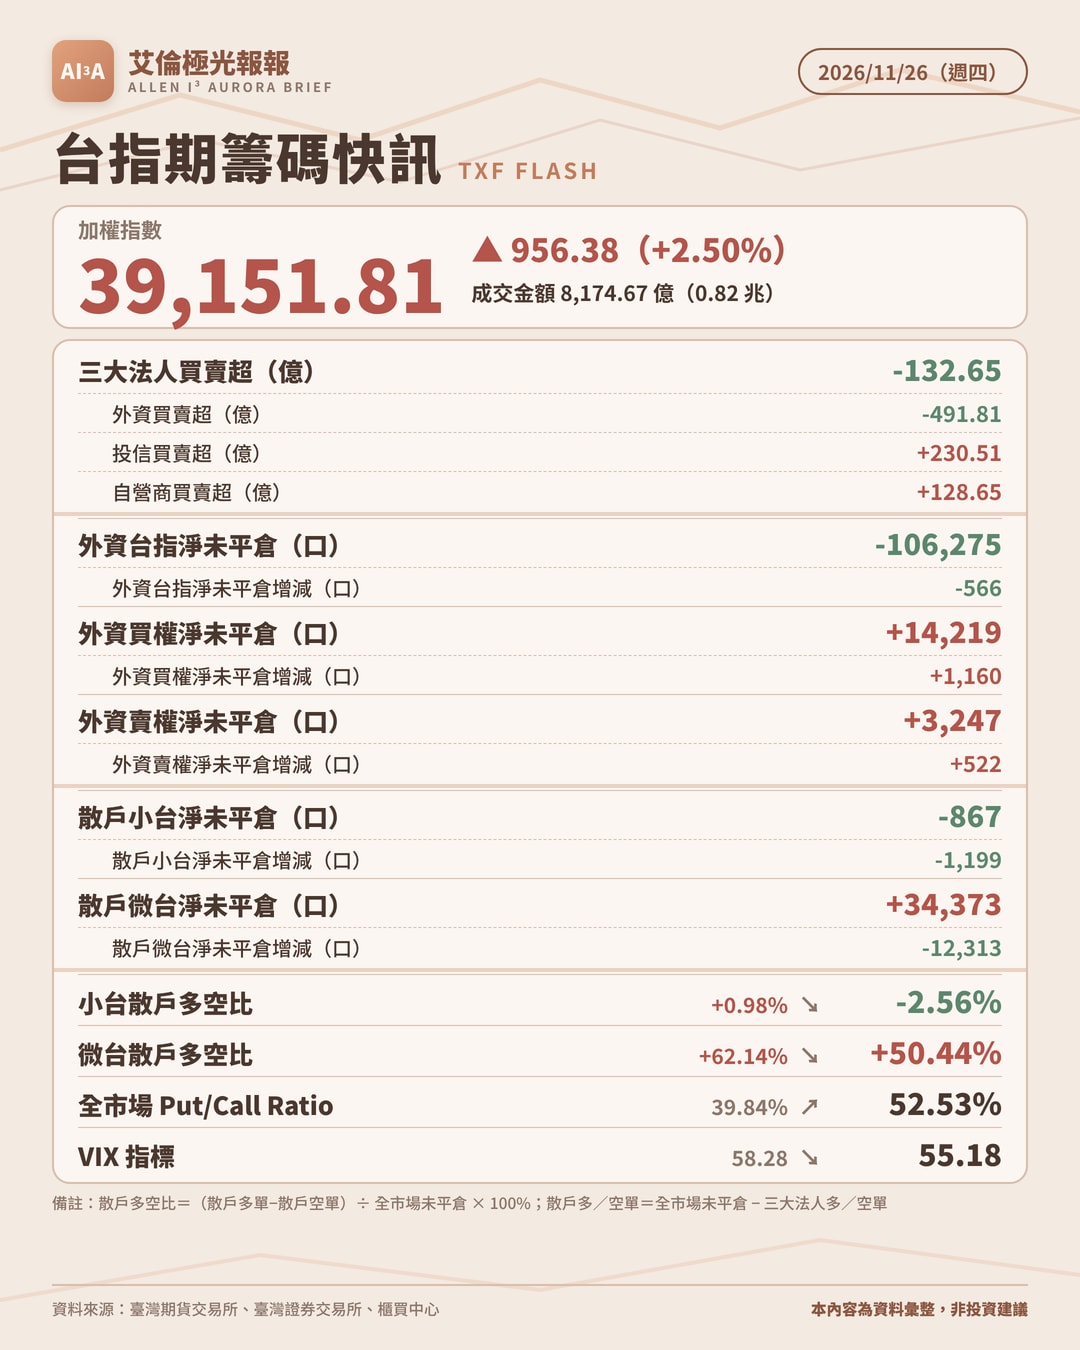 AI³A
艾倫極光報報
ALLEN I³ AURORA BRIEF
2026/11/26（週四）
台指期籌碼快訊 TXF FLASH
加權指數
39,151.81
▲ 956.38（+2.50%）
成交金額 8,174.67 億（0.82 兆）
三大法人買賣超（億） -132.65
外資買賣超（億） -491.81
投信買賣超（億） +230.51
自營商買賣超（億） +128.65
外資台指淨未平倉（口） -106,275
外資台指淨未平倉增減（口） -566
外資買權淨未平倉（口） +14,219
外資買權淨未平倉增減（口） +1,160
外資賣權淨未平倉（口） +3,247
外資賣權淨未平倉增減（口） +522
散戶小台淨未平倉（口） -867
散戶小台淨未平倉增減（口） -1,199
散戶微台淨未平倉（口） +34,373
散戶微台淨未平倉增減（口） -12,313
小台散戶多空比 +0.98% ↘ -2.56%
微台散戶多空比 +62.14% ↘ +50.44%
全市場 Put/Call Ratio 39.84% ↗ 52.53%
VIX 指標 58.28 ↘ 55.18
備註：散戶多空比＝（散戶多單−散戶空單）÷ 全市場未平倉 × 100%；散戶多／空單＝全市場未平倉 − 三大法人多／空單
資料來源：臺灣期貨交易所、臺灣證券交易所、櫃買中心
本內容為資料彙整，非投資建議